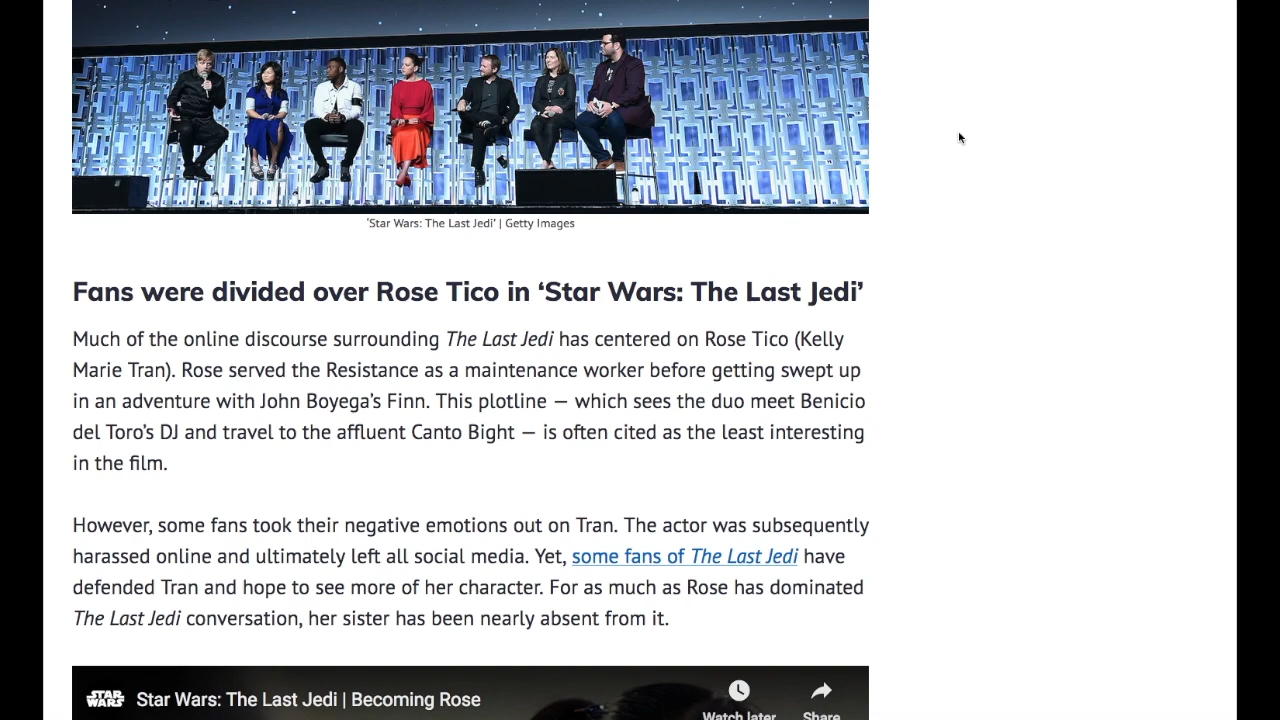 ‘Star Wars: The Last Jedi’ | Getty Images
Fans were divided over Rose Tico in ‘Star Wars: The Last Jedi’
Much of the online discourse surrounding The Last Jedi has centered on Rose Tico (Kelly
Marie Tran). Rose served the Resistance as a maintenance worker before getting swept up
in an adventure with John Boyega’s Finn. This plotline — which sees the duo meet Benicio
del Toro’s DJ and travel to the affluent Canto Bight — is often cited as the least interesting
in the film.
However, some fans took their negative emotions out on Tran. The actor was subsequently
harassed online and ultimately left all social media. Yet, some fans of The Last Jedi have
defended Tran and hope to see more of her character. For as much as Rose has dominated
The Last Jedi conversation, her sister has been nearly absent from it.
STAR WARS
Star Wars: The Last Jedi | Becoming Rose
Watch later
Share